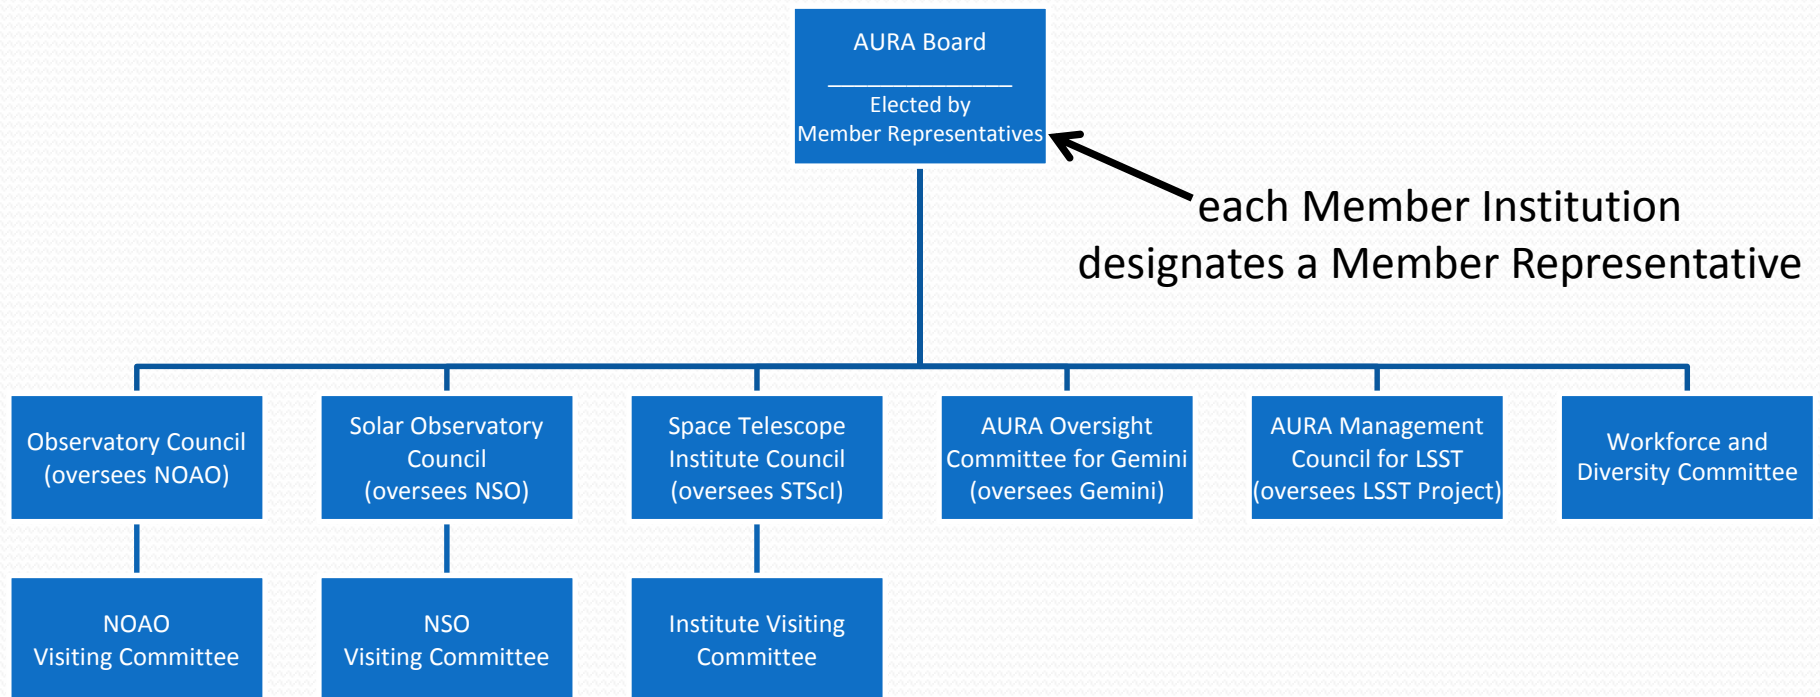 AURA Board
______________
Elected by
Member Representatives
each Member Institution
designates a Member Representative
Observatory Council
(oversees NOAO)
Solar Observatory
Council
(oversees NSO)
Space Telescope
Institute Council
(oversees STScI)
AURA Oversight
Committee for Gemini
(oversees Gemini)
AURA Management
Council for LSST
(oversees LSST Project)
Workforce and
Diversity Committee
NOAO
Visiting Committee
NSO
Visiting Committee
Institute Visiting
Committee